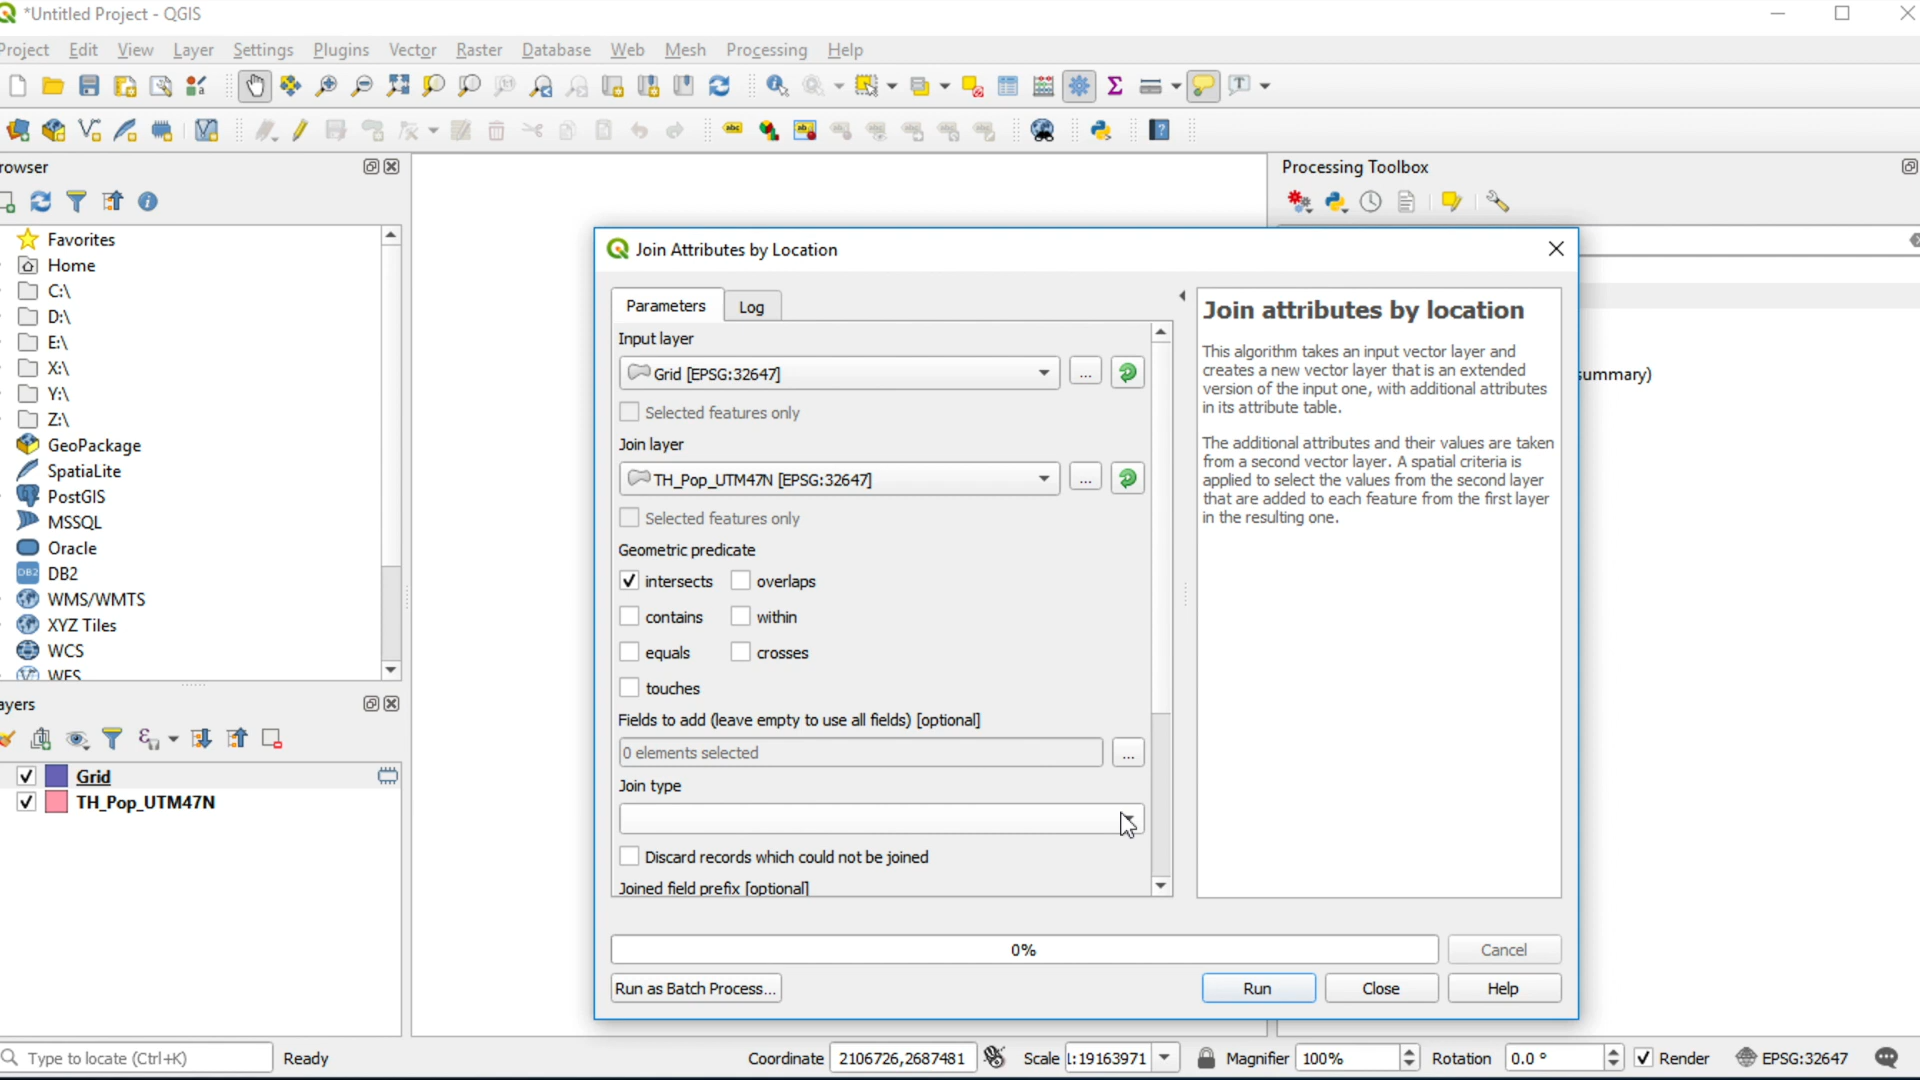 *Untitled Project - QGIS
Project Edit View Layer Settings Plugins Vector Raster Database Web Mesh Processing Help
rowser
Favorites
Home
C:\
D:\
E:\
X:\
Y:\
Z:\
GeoPackage
SpatiaLite
PostGIS
MSSQL
Oracle
DB2
WMS/WMTS
XYZ Tiles
WCS
WFS
ayers
Grid
TH_Pop_UTM47N
Processing Toolbox
summary)
Join Attributes by Location
Parameters Log
Input layer
Grid [EPSG:32647]
...
Selected features only
Join layer
TH_Pop_UTM47N [EPSG:32647]
...
Selected features only
Geometric predicate
intersects overlaps
contains within
equals crosses
touches
Fields to add (leave empty to use all fields) [optional]
0 elements selected
...
Join type
Discard records which could not be joined
Joined field prefix [optional]
Join attributes by location
This algorithm takes an input vector layer and
creates a new vector layer that is an extended
version of the input one, with additional attributes
in its attribute table.
The additional attributes and their values are taken
from a second vector layer. A spatial criteria is
applied to select the values from the second layer
that are added to each feature from the first layer
in the resulting one.
0%
Cancel
Run as Batch Process...
Run Close Help
Type to locate (Ctrl+K) Ready Coordinate 2106726,2687481 Scale 1:19163971 Magnifier 100% Rotation 0.0 ° Render EPSG:32647